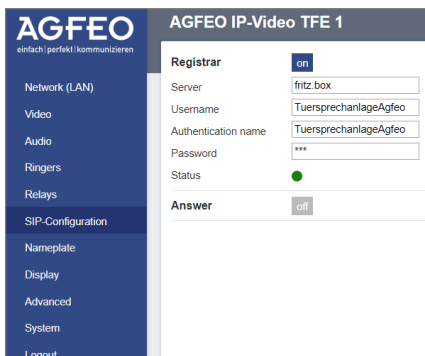 AGFEO
einfach|perfekt|kommunizieren
AGFEO IP-Video TFE 1
Network (LAN)
Video
Audio
Ringers
Relays
SIP-Configuration
Nameplate
Display
Advanced
System
Logout
Registrar on
Server fritz.box
Username TuersprechanlageAgfeo
Authentication name TuersprechanlageAgfeo
Password ***
Status
Answer off